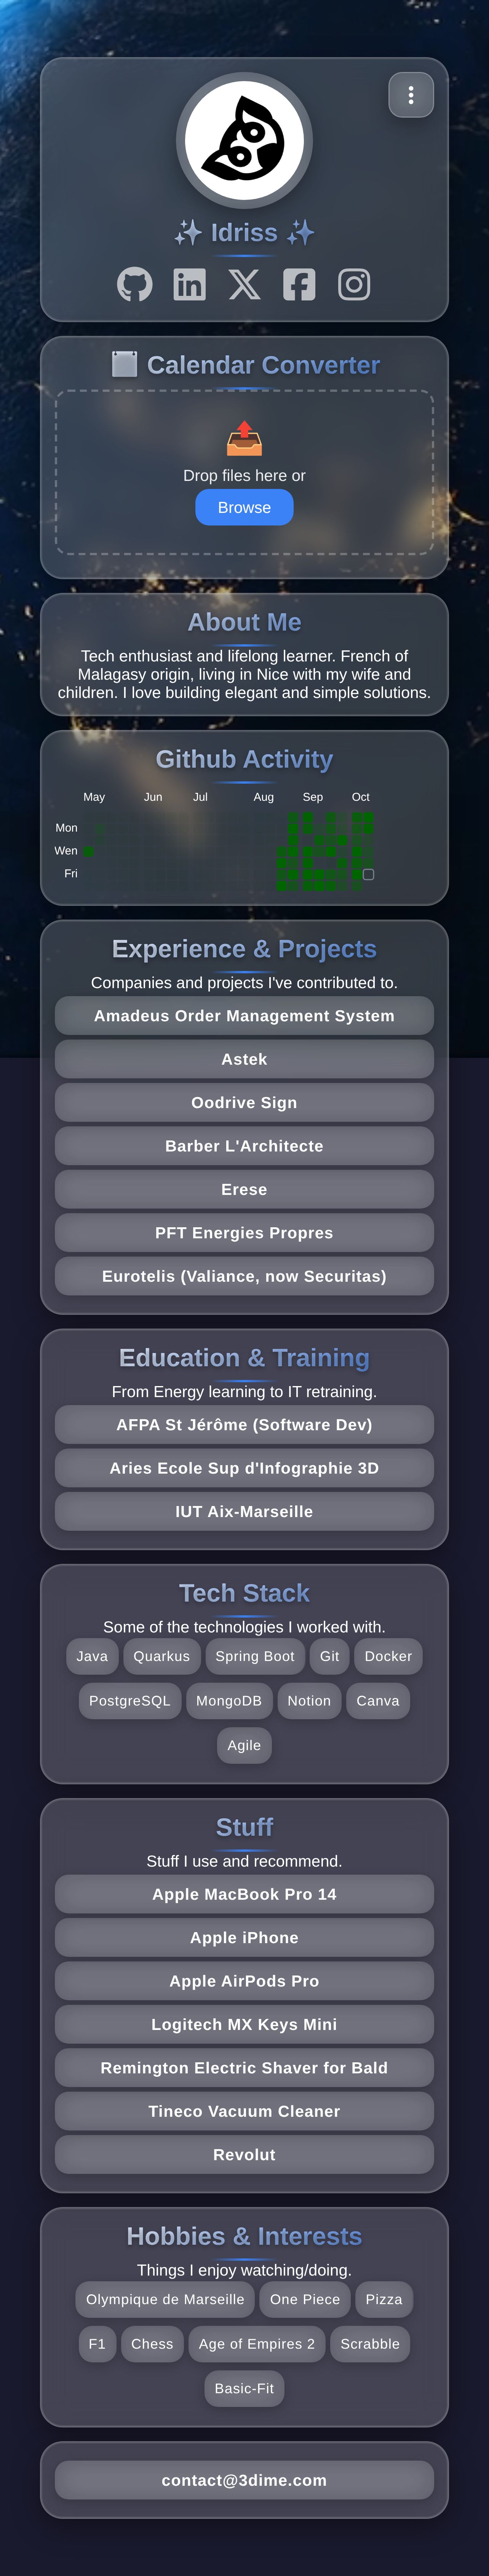 ✨ Idriss ✨
Calendar Converter
Drop files here or
Browse
About Me
Tech enthusiast and lifelong learner. French of
Malagasy origin, living in Nice with my wife and
children. I love building elegant and simple solutions.
Github Activity
May Jun Jul Aug Sep Oct
Mon
Wen
Fri
Experience & Projects
Companies and projects I've contributed to.
Amadeus Order Management System
Astek
Oodrive Sign
Barber L'Architecte
Erese
PFT Energies Propres
Eurotelis (Valiance, now Securitas)
Education & Training
From Energy learning to IT retraining.
AFPA St Jérôme (Software Dev)
Aries Ecole Sup d'Infographie 3D
IUT Aix-Marseille
Tech Stack
Some of the technologies I worked with.
Java Quarkus Spring Boot Git Docker
PostgreSQL MongoDB Notion Canva
Agile
Stuff
Stuff I use and recommend.
Apple MacBook Pro 14
Apple iPhone
Apple AirPods Pro
Logitech MX Keys Mini
Remington Electric Shaver for Bald
Tineco Vacuum Cleaner
Revolut
Hobbies & Interests
Things I enjoy watching/doing.
Olympique de Marseille One Piece Pizza
F1 Chess Age of Empires 2 Scrabble
Basic-Fit
contact@3dime.com